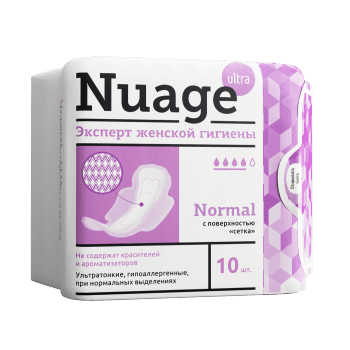 ultra
Nuage
Эксперт женской гигиены
Normal
с поверхностью
«сетка»
Не содержат красителей
и ароматизаторов
Ультратонкие, гипоаллергенные,
при нормальных выделениях
10 шт.